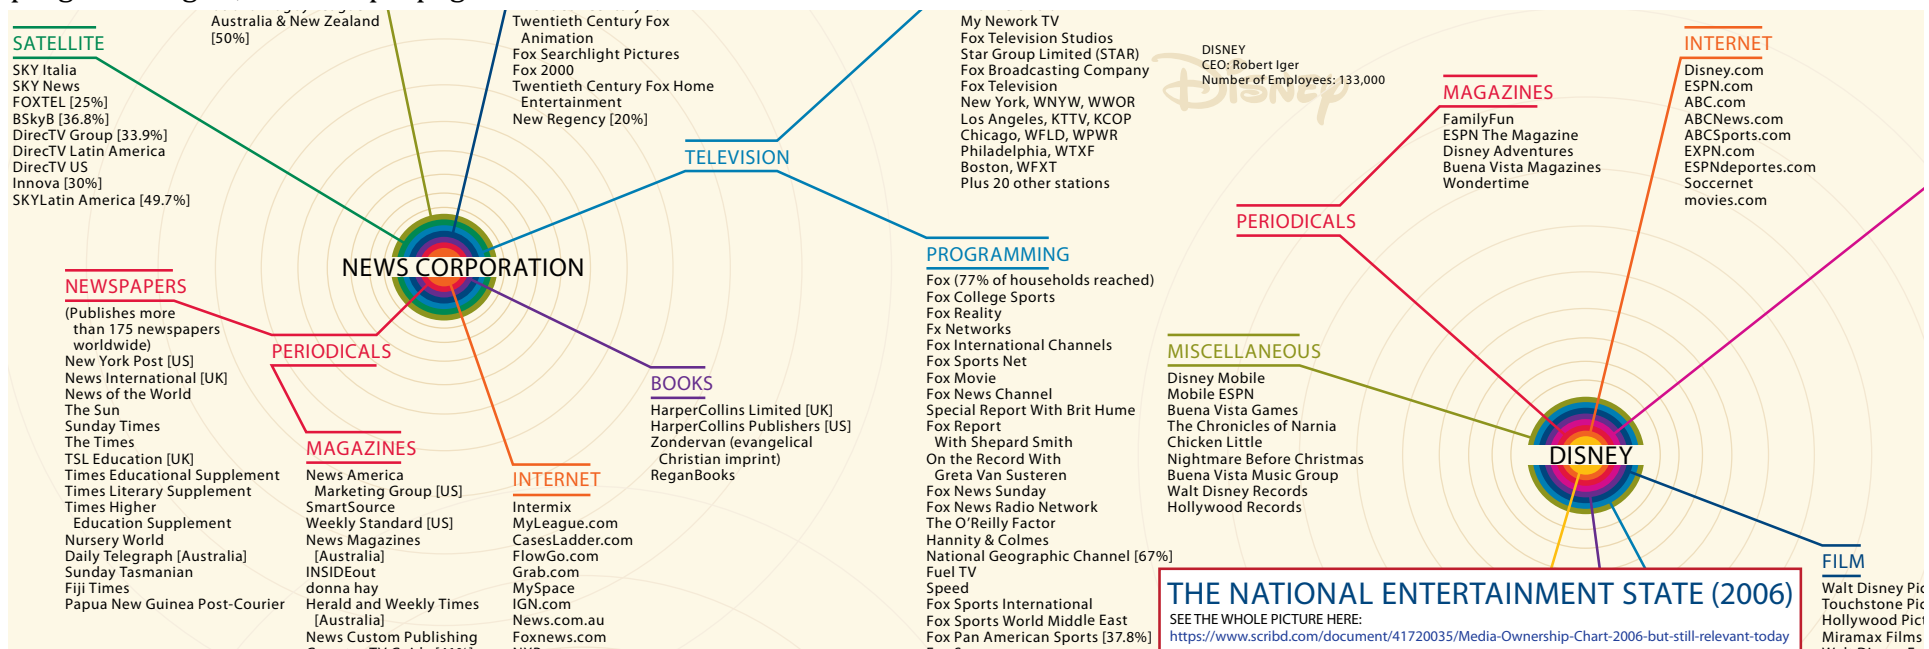 Australia & New Zealand
[50%]
SATELLITE
SKY Italia
SKY News
FOXTEL [25%]
BSkyB [36.8%]
DirecTV Group [33.9%]
DirecTV Latin America
DirecTV US
Innova [30%]
SKYLatin America [49.7%]
Twentieth Century Fox
Animation
Fox Searchlight Pictures
Fox 2000
Twentieth Century Fox Home
Entertainment
New Regency [20%]
TELEVISION
My Nework TV
Fox Television Studios
Star Group Limited (STAR)
Fox Broadcasting Company
Fox Television
New York, WNYW, WWOR
Los Angeles, KTTV, KCOP
Chicago, WFLD, WPWR
Philadelphia, WTXF
Boston, WFXT
Plus 20 other stations
NEWS CORPORATION
NEWSPAPERS
(Publishes more
than 175 newspapers
worldwide)
New York Post [US]
News International [UK]
News of the World
The Sun
Sunday Times
The Times
TSL Education [UK]
Times Educational Supplement
Times Literary Supplement
Times Higher
Education Supplement
Nursery World
Daily Telegraph [Australia]
Sunday Tasmanian
Fiji Times
Papua New Guinea Post-Courier
PERIODICALS
MAGAZINES
News America
Marketing Group [US]
SmartSource
Weekly Standard [US]
News Magazines
[Australia]
INSIDEout
donna hay
Herald and Weekly Times
[Australia]
News Custom Publishing
INTERNET
Intermix
MyLeague.com
CasesLadder.com
FlowGo.com
Grab.com
MySpace
IGN.com
News.com.au
Foxnews.com
BOOKS
HarperCollins Limited [UK]
HarperCollins Publishers [US]
Zondervan (evangelical
Christian imprint)
ReganBooks
PROGRAMMING
Fox (77% of households reached)
Fox College Sports
Fox Reality
Fx Networks
Fox International Channels
Fox Sports Net
Fox Movie
Fox News Channel
Special Report With Brit Hume
Fox Report
With Shepard Smith
On the Record With
Greta Van Susteren
Fox News Sunday
Fox News Radio Network
The O'Reilly Factor
Hannity & Colmes
National Geographic Channel [67%]
Fuel TV
Speed
Fox Sports International
Fox Sports World Middle East
Fox Pan American Sports [37.8%]
DISNEY
CEO: Robert Iger
Number of Employees: 133,000
Disney
PERIODICALS
MAGAZINES
FamilyFun
ESPN The Magazine
Disney Adventures
Buena Vista Magazines
Wondertime
INTERNET
Disney.com
ESPN.com
ABC.com
ABCNews.com
ABCSports.com
EXPN.com
ESPNdeportes.com
Soccernet
movies.com
MISCELLANEOUS
Disney Mobile
Mobile ESPN
Buena Vista Games
The Chronicles of Narnia
Chicken Little
Nightmare Before Christmas
Buena Vista Music Group
Walt Disney Records
Hollywood Records
DISNEY
FILM
Walt Disney Pic
Touchstone Pic
Hollywood Pict
Miramax Films
THE NATIONAL ENTERTAINMENT STATE (2006)
SEE THE WHOLE PICTURE HERE:
https://www.scribd.com/document/41720035/Media-Ownership-Chart-2006-but-still-relevant-today